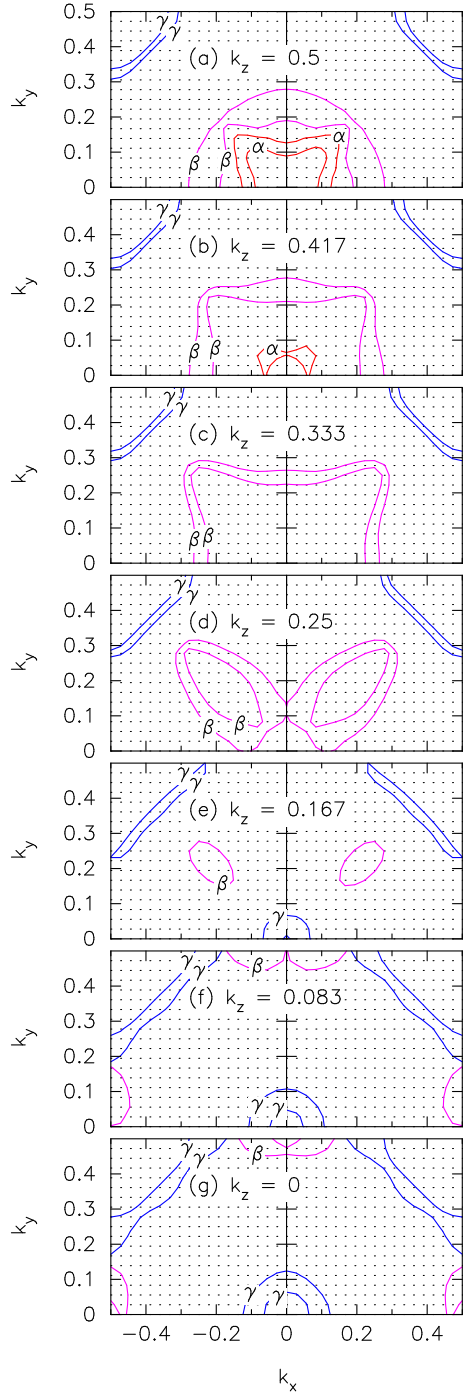 0.5
γ
γ
γ
(a) k_z = 0.5
0.4
k_y
0.3
0.2
α
α
0.1
β
β
0
γ
γ
0.4
(b) k_z = 0.417
k_y
0.3
0.2
0.1
α
β
β
0
γ
γ
0.4
(c) k_z = 0.333
k_y
0.3
0.2
0.1
β
β
0
γ
γ
0.4
(d) k_z = 0.25
k_y
0.3
0.2
0.1
β
β
0
γ
γ
0.4
(e) k_z = 0.167
k_y
0.3
0.2
β
0.1
γ
0
γ
γ
β
0.4
(f) k_z = 0.083
k_y
0.3
0.2
0.1
γ
γ
0
γ
γ
β
0.4
(g) k_z = 0
k_y
0.3
0.2
0.1
γ
γ
0
−0.4 −0.2 0 0.2 0.4
k_x